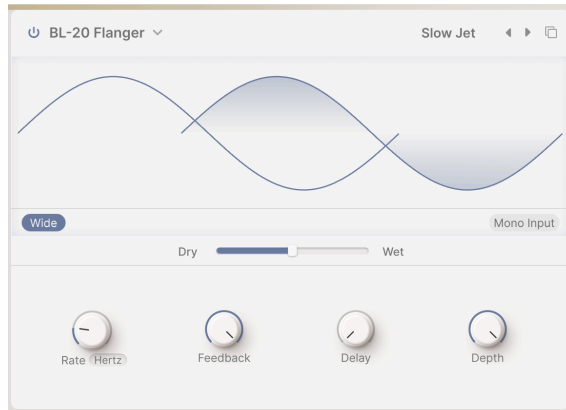 BL-20 Flanger
Slow Jet
Wide
Mono Input
Dry
Wet
Rate Hertz
Feedback
Delay
Depth